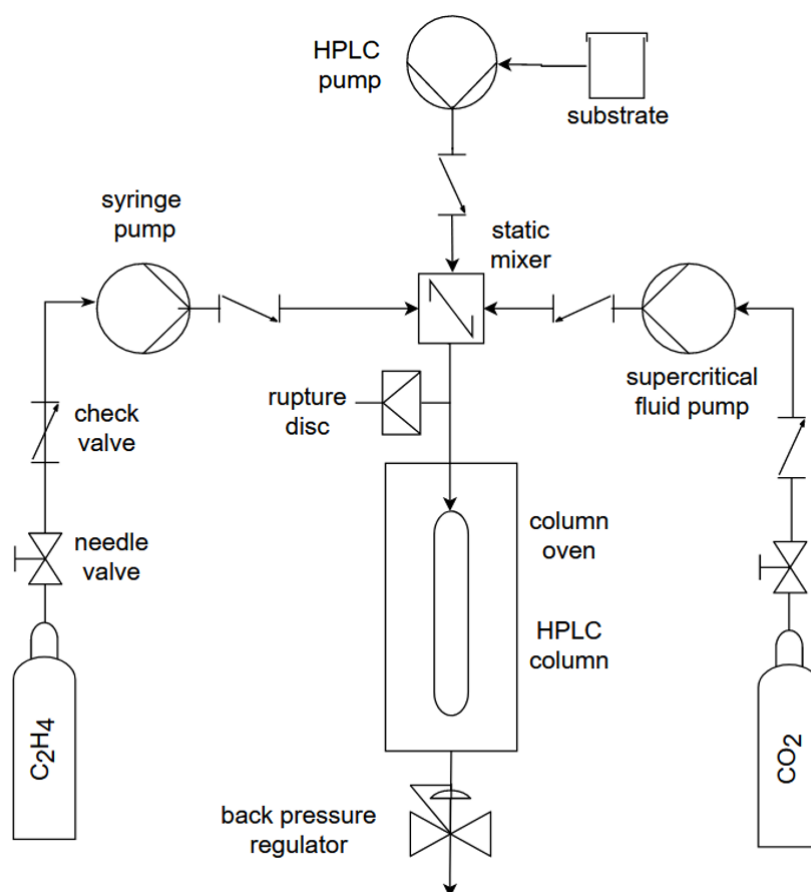 HPLC
pump
substrate
syringe
pump
static
mixer
supercritical
fluid pump
rupture
disc
check
valve
needle
valve
column
oven
HPLC
column
C₂H₄
CO₂
back pressure
regulator